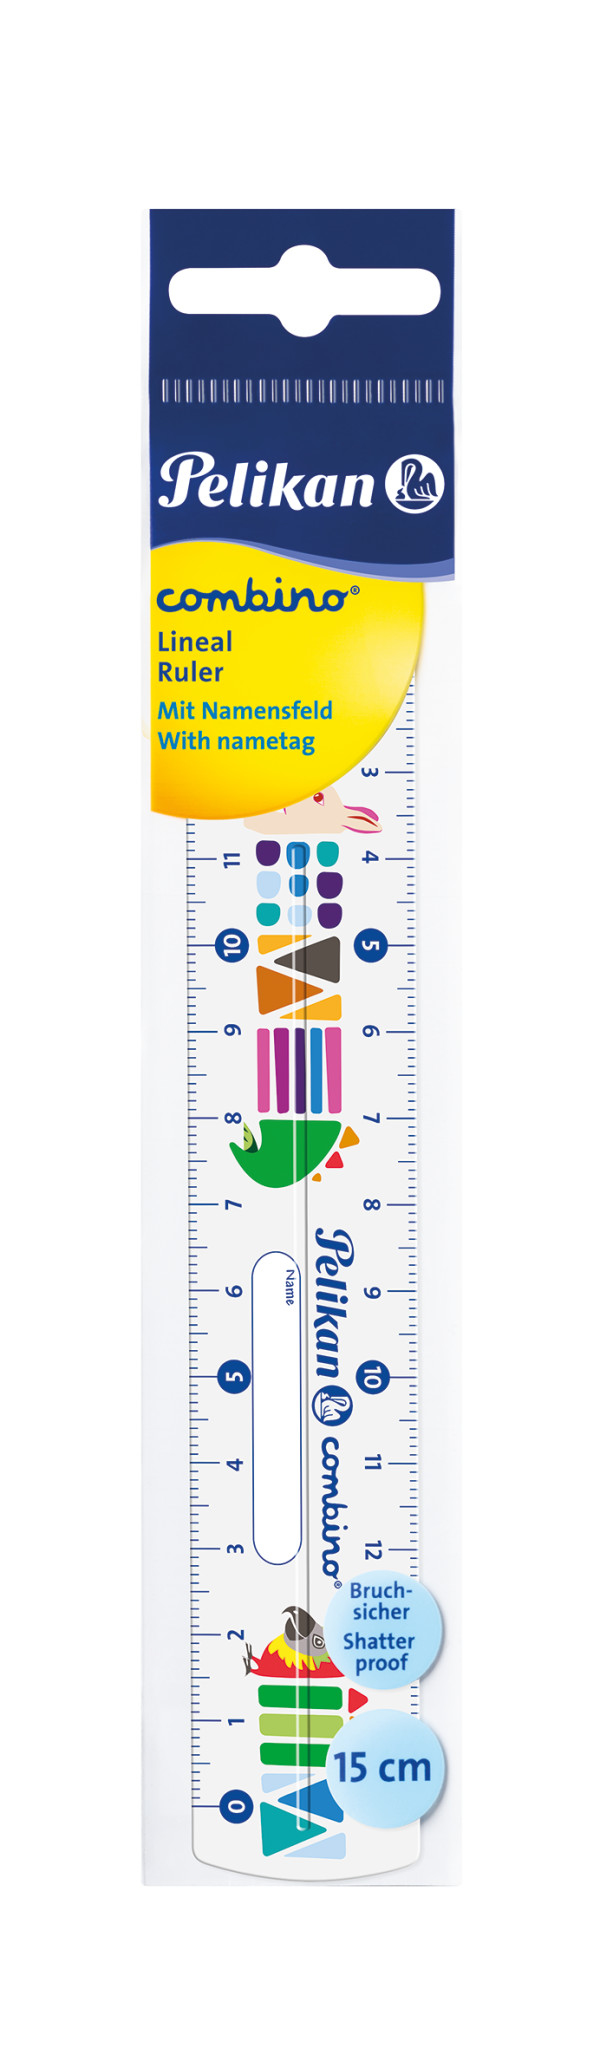 Pelikan
combino®
Lineal
Ruler
Mit Namensfeld
With nametag
3
11 4
10 5
9 6
8 7
7 8
6 9
5 10
4 11
3 12
2
1
0
Name
Pelikan combino®
Bruch-
sicher
Shatter
proof
15 cm